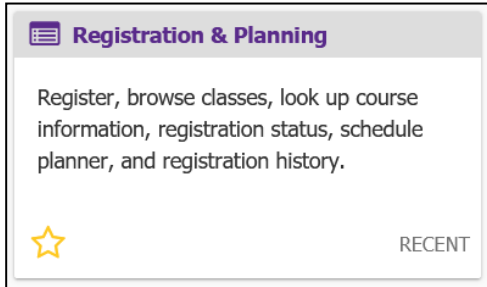 Registration & Planning
Register, browse classes, look up course
information, registration status, schedule
planner, and registration history.
RECENT